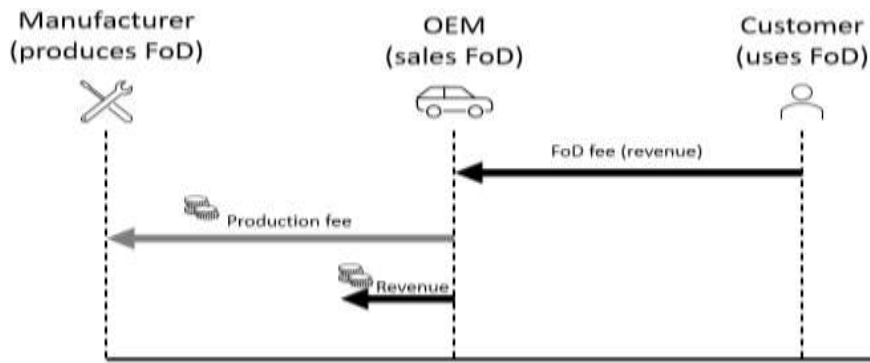 Manufacturer
(produces FoD)
OEM
(sales FoD)
Customer
(uses FoD)
FoD fee (revenue)
Production fee
Revenue